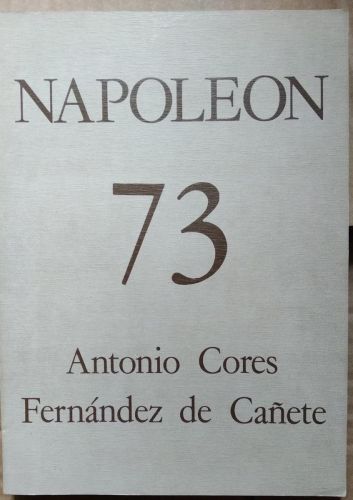 NAPOLEON
73
Antonio Cores
Fernández de Cañete